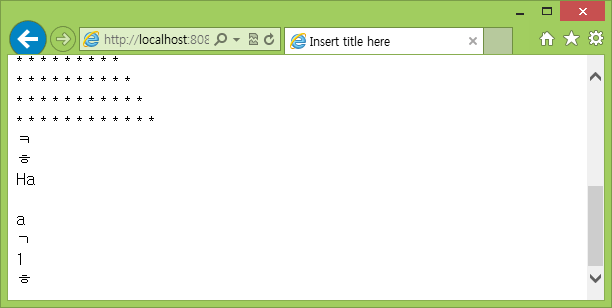 http://localhost:808
Insert title here
* * * * * * * * *
* * * * * * * * * *
* * * * * * * * * * *
* * * * * * * * * * * *
ㅋ
ㅎ
Ha
a
ㄱ
1
ㅎ